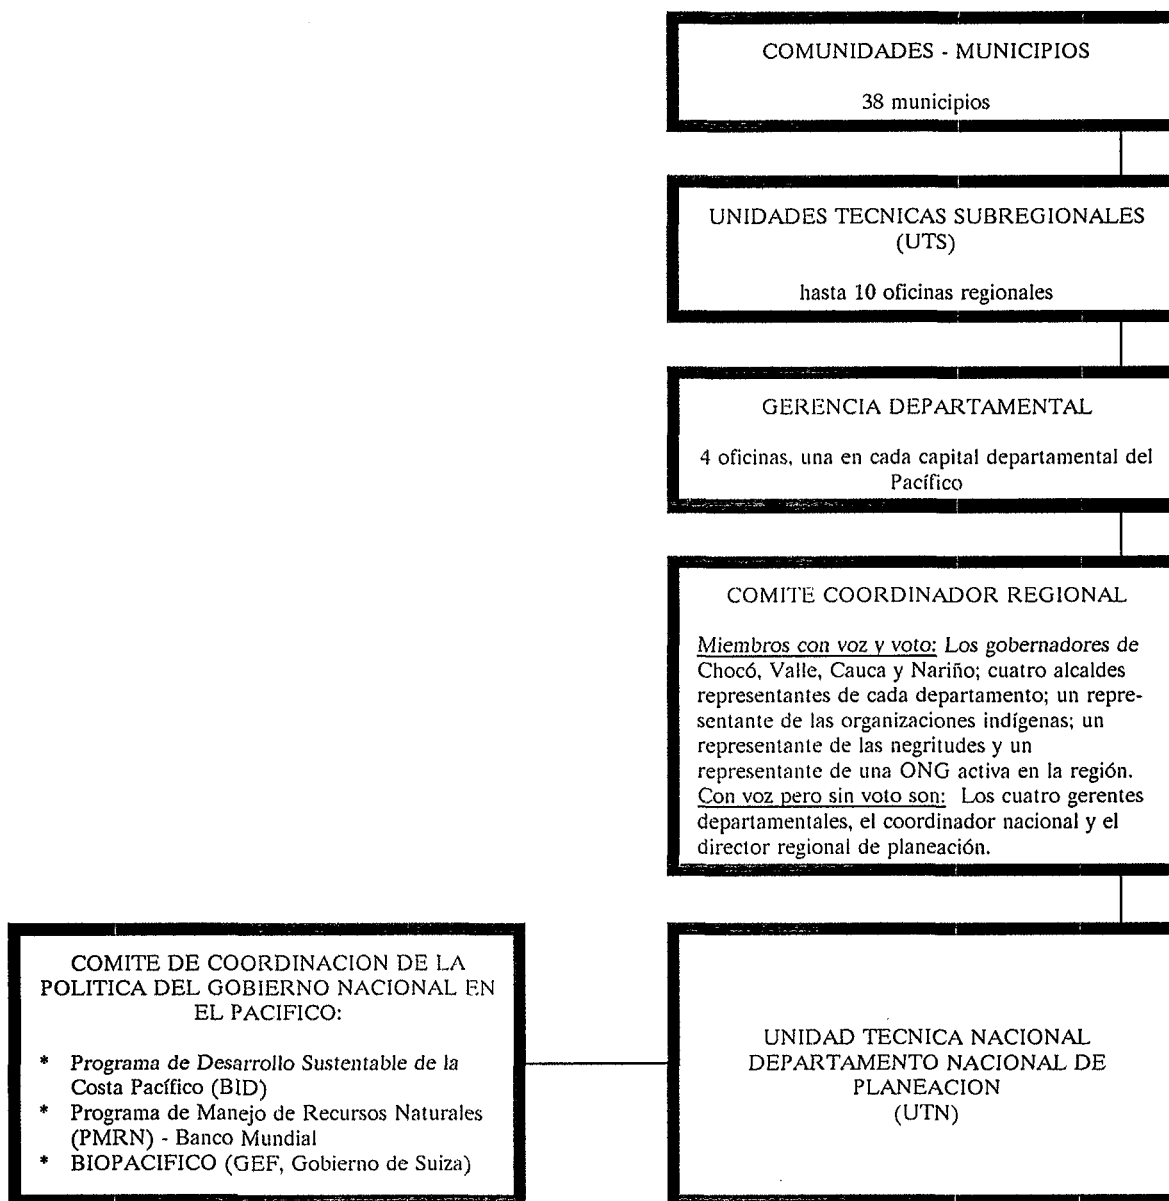 COMUNIDADES - MUNICIPIOS
38 municipios
UNIDADES TECNICAS SUBREGIONALES
(UTS)
hasta 10 oficinas regionales
GERENCIA DEPARTAMENTAL
4 oficinas, una en cada capital departamental del
Pacífico
COMITE COORDINADOR REGIONAL
Miembros con voz y voto: Los gobernadores de
Chocó, Valle, Cauca y Nariño; cuatro alcaldes
representantes de cada departamento; un repre-
sentante de las organizaciones indígenas; un
representante de las negritudes y un
representante de una ONG activa en la región.
Con voz pero sin voto son: Los cuatro gerentes
departamentales, el coordinador nacional y el
director regional de planeación.
COMITE DE COORDINACION DE LA
POLITICA DEL GOBIERNO NACIONAL EN
EL PACIFICO:
* Programa de Desarrollo Sustentable de la
Costa Pacífico (BID)
* Programa de Manejo de Recursos Naturales
(PMRN) - Banco Mundial
* BIOPACIFICO (GEF, Gobierno de Suiza)
UNIDAD TECNICA NACIONAL
DEPARTAMENTO NACIONAL DE
PLANEACION
(UTN)